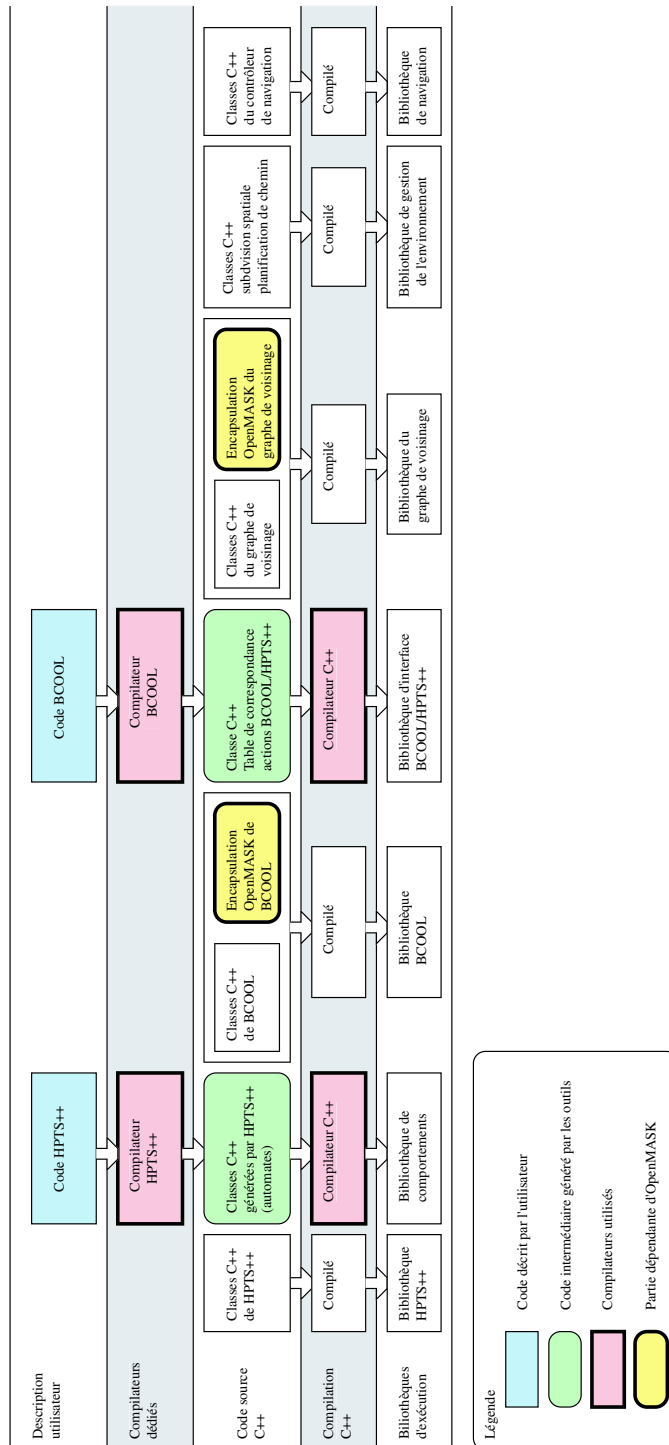 Description
utilisateur
Code HPTS++
Code BCOOL
Compilateurs
dédiés
Compilateur
HPTS++
Compilateur
BCOOL
Code source
C++
Classes C++
de HPTS++
Classes C++
générées par HPTS++
(automates)
Classes C++
de BCOOL
Encapsulation
OpenMASK de
BCOOL
Classe C++
Table de correspondance
actions BCOOL/HPTS++
Classes C++
du graphe de
voisinage
Encapsulation
OpenMASK du
graphe de voisinage
Classes C++
subdvision spatiale
planification de chemin
Classes C++
du contrôleur
de navigation
Compilation
C++
Compilé
Compilateur C++
Compilé
Compilateur C++
Compilé
Compilé
Compilé
Biliothèques
d'exécution
Bibliothèque
HPTS++
Bibliothèque de
comportements
Bibliothèque
BCOOL
Bibliothèque d'interface
BCOOL/HPTS++
Bibliothèque du
graphe de voisinage
Bibliothèque de gestion
de l'environnement
Bibliothèque
de navigation
Légende
Code décrit par l'utilisateur
Code intermédiaire généré par les outils
Compilateurs utilisés
Partie dépendante d'OpenMASK